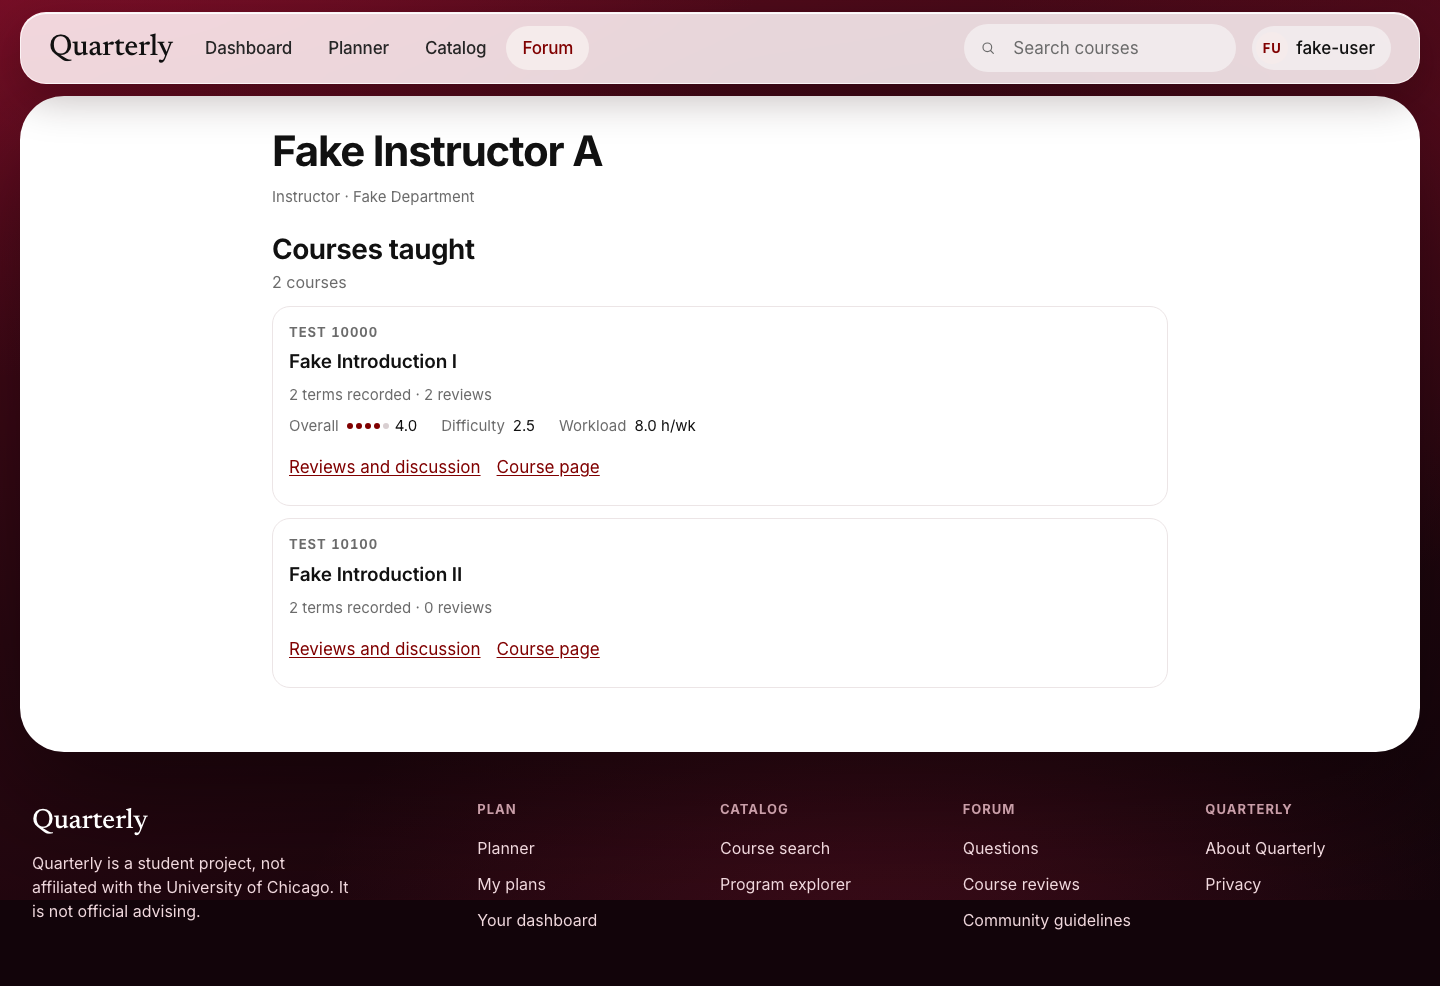 Quarterly
Dashboard
Planner
Catalog
Forum
Search courses
FU
fake-user
Fake Instructor A
Instructor · Fake Department
Courses taught
2 courses
TEST 10000
Fake Introduction I
2 terms recorded · 2 reviews
Overall 4.0 Difficulty 2.5 Workload 8.0 h/wk
Reviews and discussion Course page
TEST 10100
Fake Introduction II
2 terms recorded · 0 reviews
Reviews and discussion Course page
Quarterly
Quarterly is a student project, not
affiliated with the University of Chicago. It
is not official advising.
PLAN
Planner
My plans
Your dashboard
CATALOG
Course search
Program explorer
FORUM
Questions
Course reviews
Community guidelines
QUARTERLY
About Quarterly
Privacy